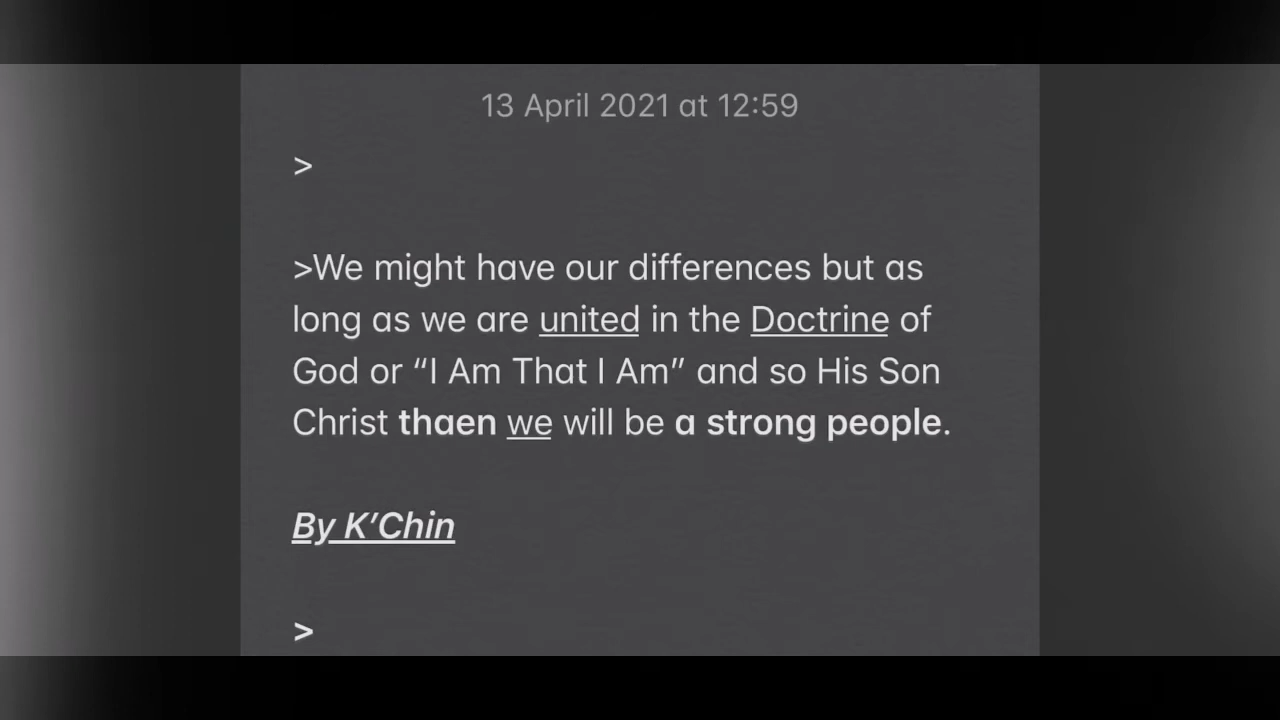 13 April 2021 at 12:59
>
>We might have our differences but as
long as we are united in the Doctrine of
God or “I Am That I Am” and so His Son
Christ thaen we will be a strong people.
By K’Chin
>